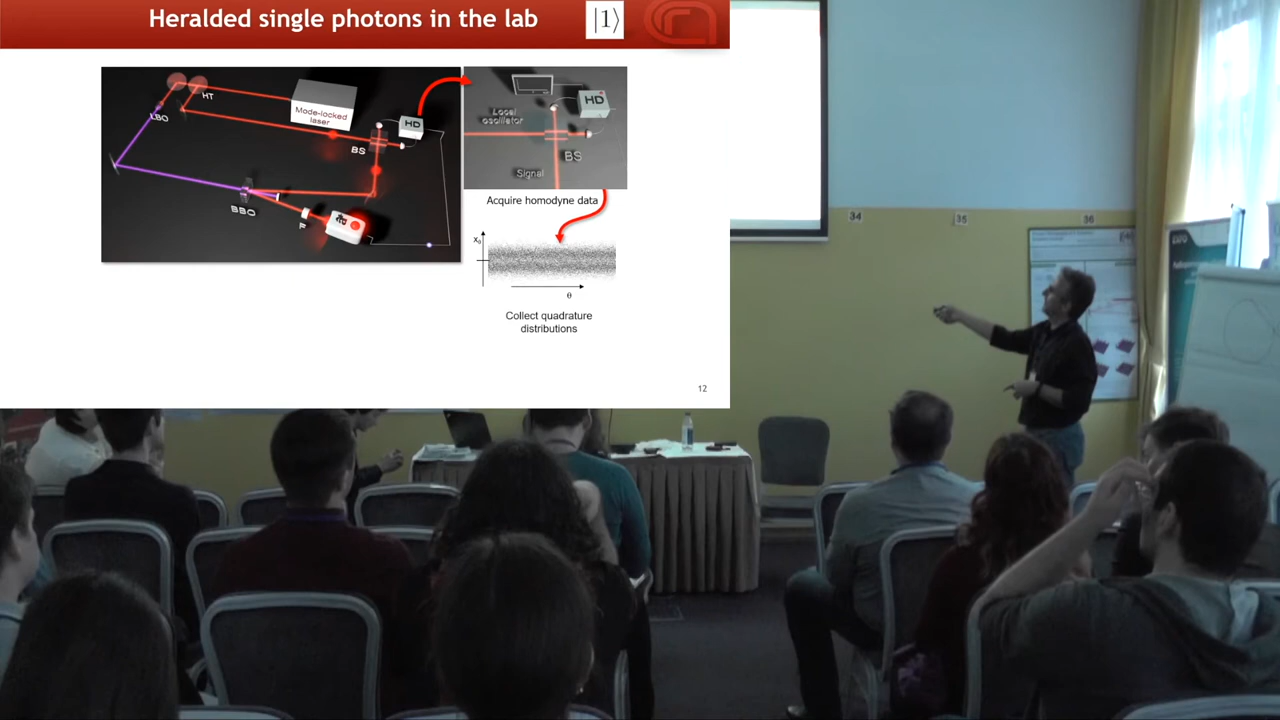 Heralded single photons in the lab
|1⟩
HT
LBO
Mode-locked
laser
HD
BS
BBO
F
HD
Local
oscillator
BS
Signal
Acquire homodyne data
xθ
θ
Collect quadrature
distributions
12
34
35
36